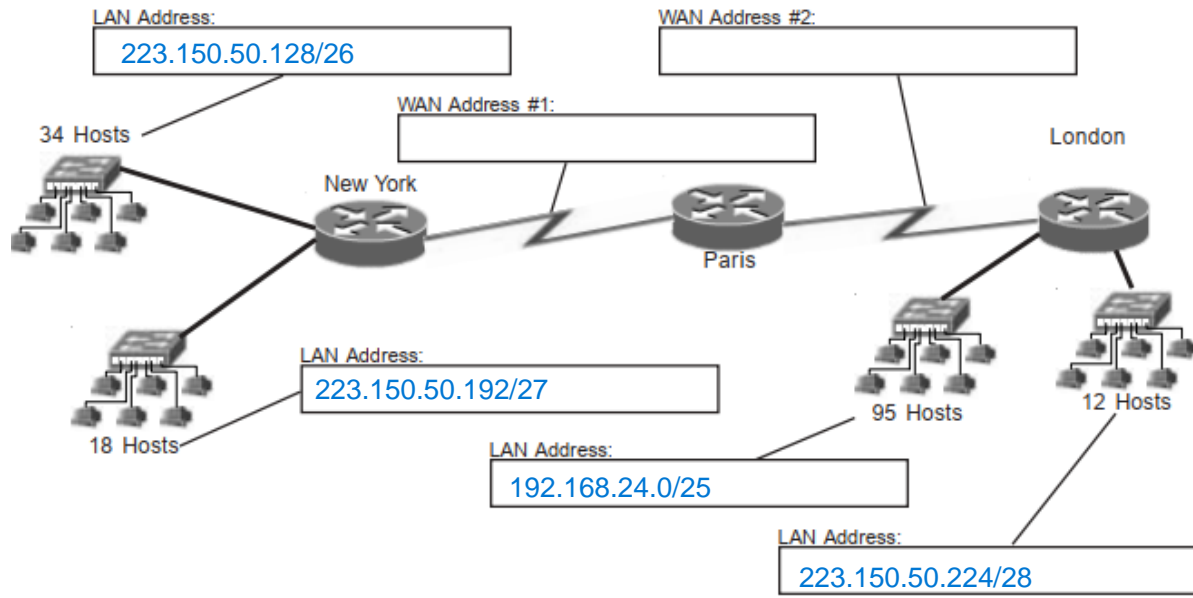 LAN Address:
223.150.50.128/26
WAN Address #2:
WAN Address #1:
34 Hosts
London
New York
Paris
LAN Address:
223.150.50.192/27
18 Hosts
95 Hosts
12 Hosts
LAN Address:
192.168.24.0/25
LAN Address:
223.150.50.224/28